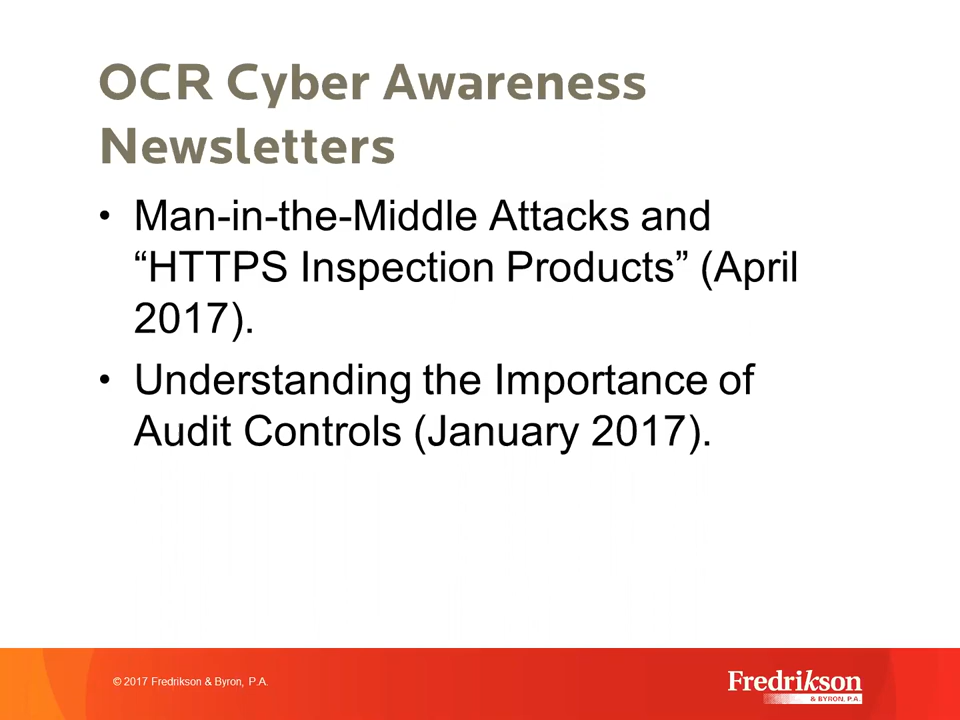 OCR Cyber Awareness
Newsletters
• Man-in-the-Middle Attacks and
“HTTPS Inspection Products” (April
2017).
• Understanding the Importance of
Audit Controls (January 2017).
© 2017 Fredrikson & Byron, P.A.
Fredrikson
& BYRON, P.A.